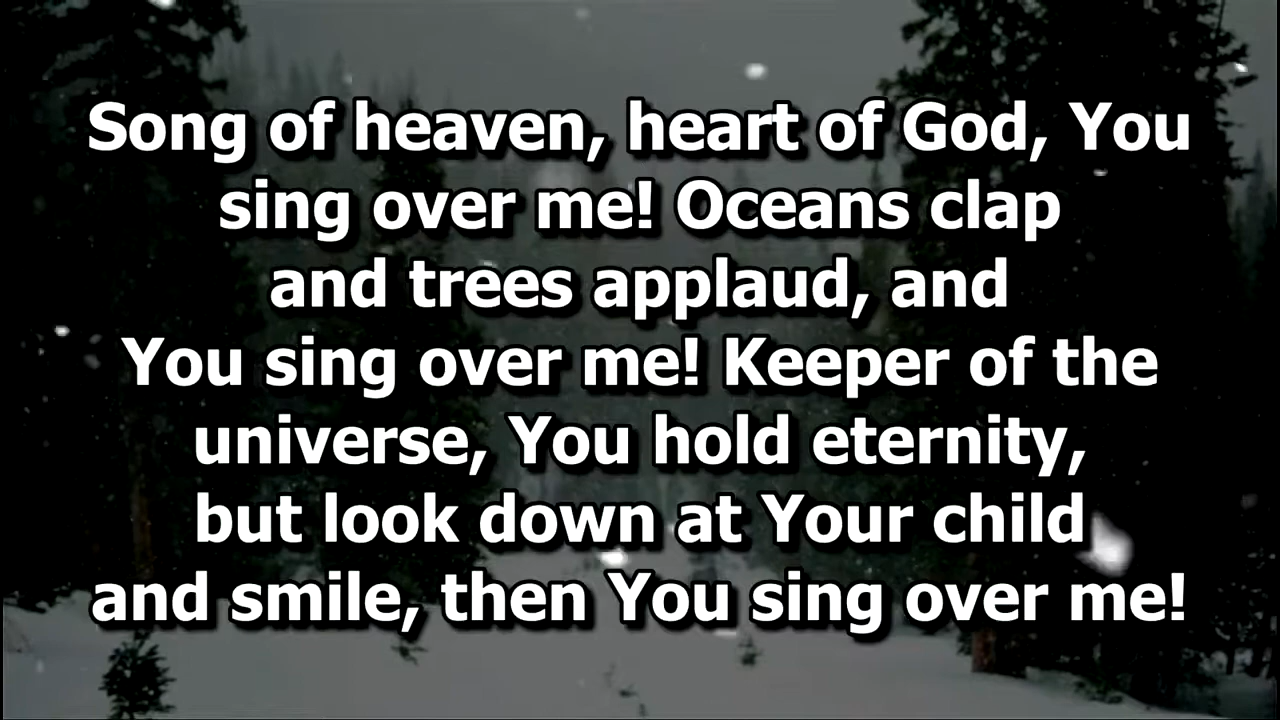 Song of heaven, heart of God, You
sing over me! Oceans clap
and trees applaud, and
You sing over me! Keeper of the
universe, You hold eternity,
but look down at Your child
and smile, then You sing over me!